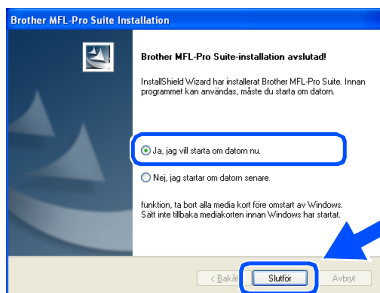 Brother MFL-Pro Suite Installation
Brother MFL-Pro Suite-installation avslutad!
InstallShield Wizard har installerat Brother MFL-Pro Suite. Innan
programmet kan användas, måste du starta om datorn.
Ja, jag vill starta om datorn nu.
Nej, jag startar om datorn senare.
funktion, ta bort alla media kort före omstart av Windows.
Sätt inte tillbaka mediakorten innan Windows har startat.
< Bakåt Slutför Avbryt